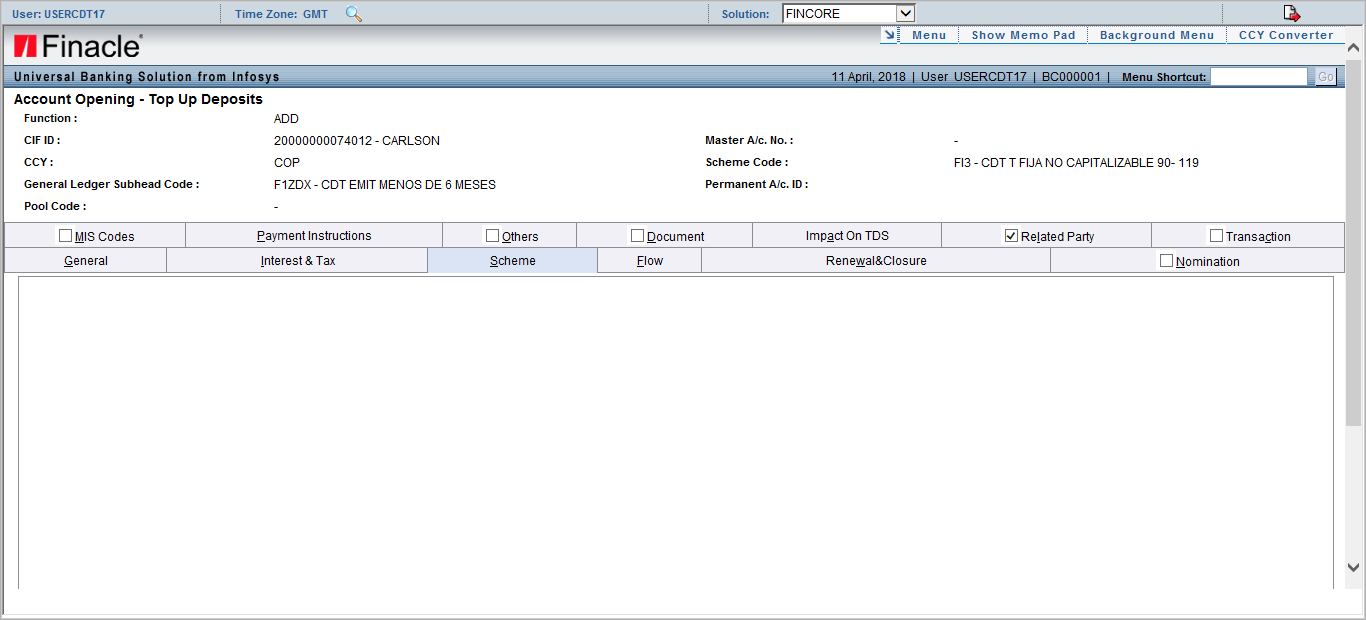 User: USERCDT17 Time Zone: GMT Solution: FINCORE
Menu Show Memo Pad Background Menu CCY Converter
Finacle
Universal Banking Solution from Infosys 11 April, 2018 | User USERCDT17 | BC000001 | Menu Shortcut: Go
Account Opening - Top Up Deposits
Function : ADD
CIF ID : 20000000074012 - CARLSON Master A/c. No. : -
CCY : COP Scheme Code : FI3 - CDT T FIJA NO CAPITALIZABLE 90- 119
General Ledger Subhead Code : F1ZDX - CDT EMIT MENOS DE 6 MESES Permanent A/c. ID :
Pool Code : -
MIS Codes Payment Instructions Others Document Impact On TDS Related Party Transaction
General Interest & Tax Scheme Flow Renewal&Closure Nomination